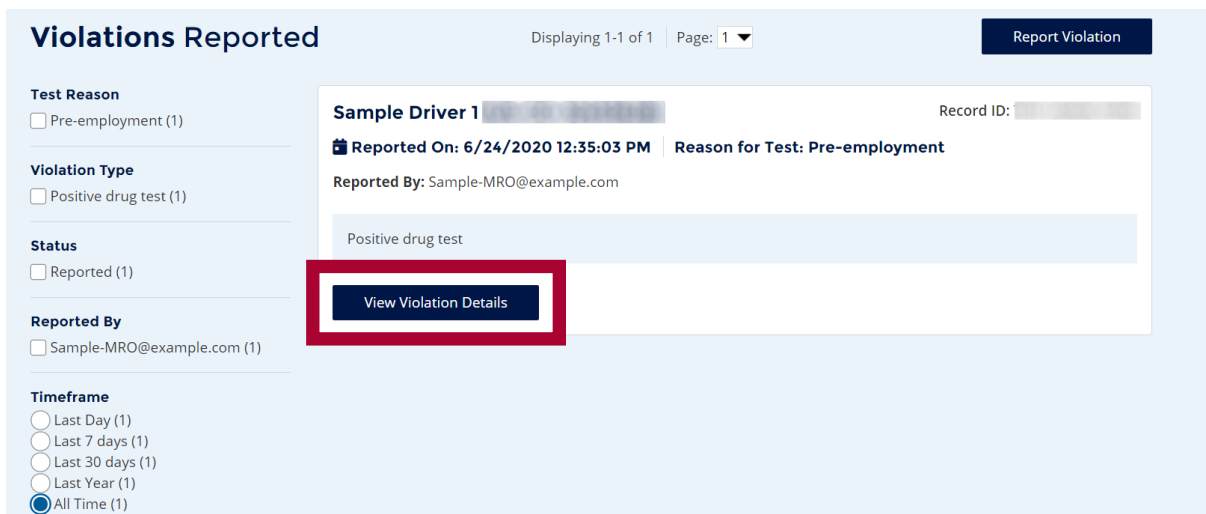 Violations Reported
Displaying 1-1 of 1 Page: 1
Report Violation
Test Reason
Pre-employment (1)
Violation Type
Positive drug test (1)
Status
Reported (1)
Reported By
Sample-MRO@example.com (1)
Timeframe
Last Day (1)
Last 7 days (1)
Last 30 days (1)
Last Year (1)
All Time (1)
Sample Driver 1
Record ID:
Reported On: 6/24/2020 12:35:03 PM Reason for Test: Pre-employment
Reported By: Sample-MRO@example.com
Positive drug test
View Violation Details